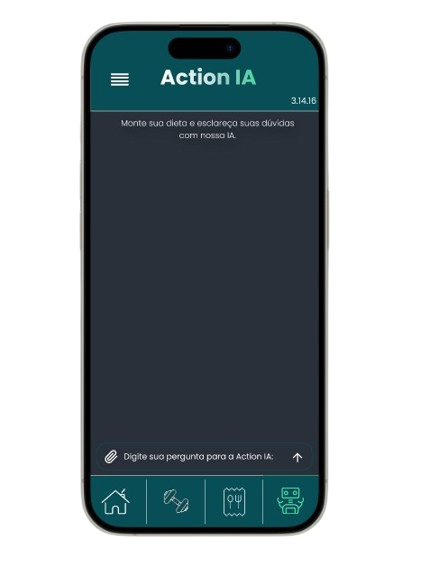 Action IA
3.14.16
Monte sua dieta e esclareça suas dúvidas
com nossa IA.
Digite sua pergunta para a Action IA: